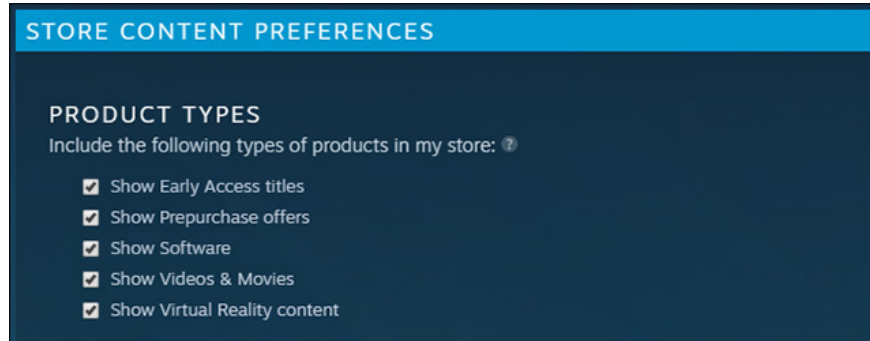 STORE CONTENT PREFERENCES
PRODUCT TYPES
Include the following types of products in my store: ?
Show Early Access titles
Show Prepurchase offers
Show Software
Show Videos & Movies
Show Virtual Reality content